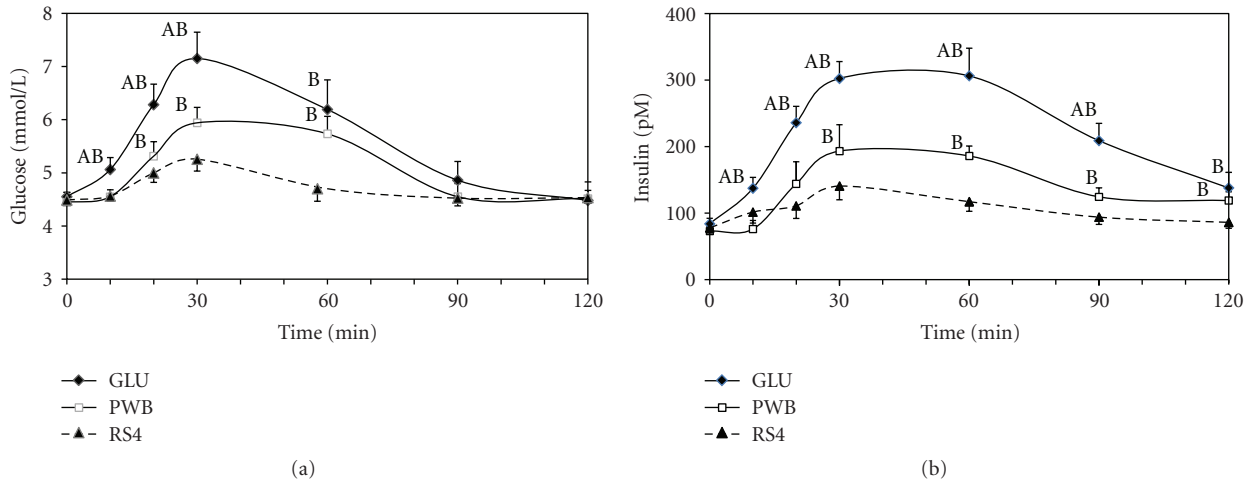 8
7
6
5
4
3
Glucose (mmol/L)
AB
AB
AB
B
B
B
B
0
30
60
90
120
Time (min)
GLU
PWB
RS4
(a)
400
300
200
100
0
Insulin (pM)
AB
AB
AB
AB
AB
B
B
B
B
B
0
30
60
90
120
Time (min)
GLU
PWB
RS4
(b)